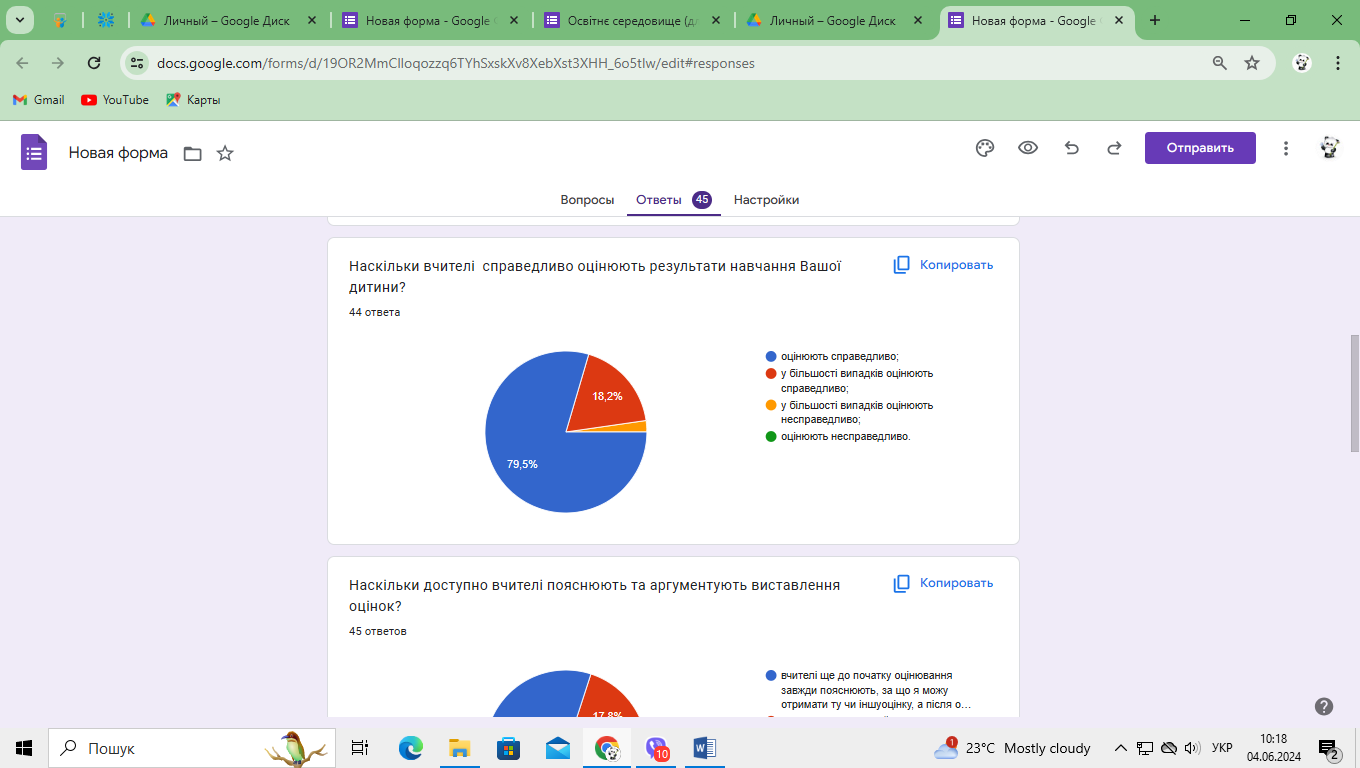 Личный – Google Диск
Новая форма - Google
Освітнє середовище (д
Личный – Google Диск
Новая форма - Google
docs.google.com/forms/d/19OR2MmClloqozzq6TYhSxskXv8XebXst3XHH_6o5tlw/edit#responses
Gmail
YouTube
Карты
Новая форма
Отправить
Вопросы
Ответы 45
Настройки
Наскільки вчителі справедливо оцінюють результати навчання Вашої
дитини?
Копировать
44 ответа
18,2%
79,5%
оцінюють справедливо;
у більшості випадків оцінюють
справедливо;
у більшості випадків оцінюють
несправедливо;
оцінюють несправедливо.
Наскільки доступно вчителі пояснюють та аргументують виставлення
оцінок?
Копировать
45 ответов
17,8%
вчителі ще до початку оцінювання
завжди пояснюють, за що я можу
отримати ту чи іншуоцінку, а після о…
Пошук
10
1
23°C Mostly cloudy
УКР
10:18
04.06.2024
2